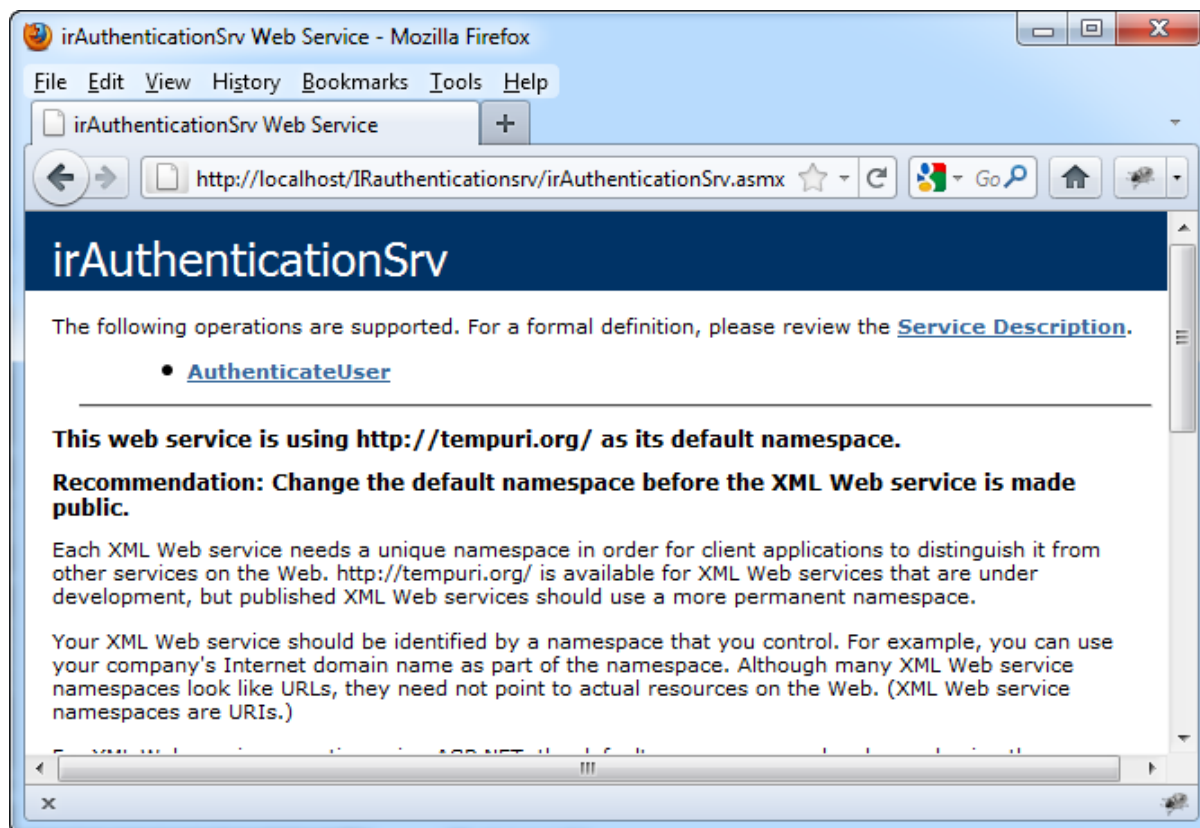 irAuthenticationSrv Web Service - Mozilla Firefox
File Edit View History Bookmarks Tools Help
irAuthenticationSrv Web Service
http://localhost/IRauthenticationsrv/irAuthenticationSrv.asmx Go
irAuthenticationSrv
The following operations are supported. For a formal definition, please review the Service Description.
• AuthenticateUser
This web service is using http://tempuri.org/ as its default namespace.
Recommendation: Change the default namespace before the XML Web service is made
public.
Each XML Web service needs a unique namespace in order for client applications to distinguish it from
other services on the Web. http://tempuri.org/ is available for XML Web services that are under
development, but published XML Web services should use a more permanent namespace.
Your XML Web service should be identified by a namespace that you control. For example, you can use
your company's Internet domain name as part of the namespace. Although many XML Web service
namespaces look like URLs, they need not point to actual resources on the Web. (XML Web service
namespaces are URIs.)